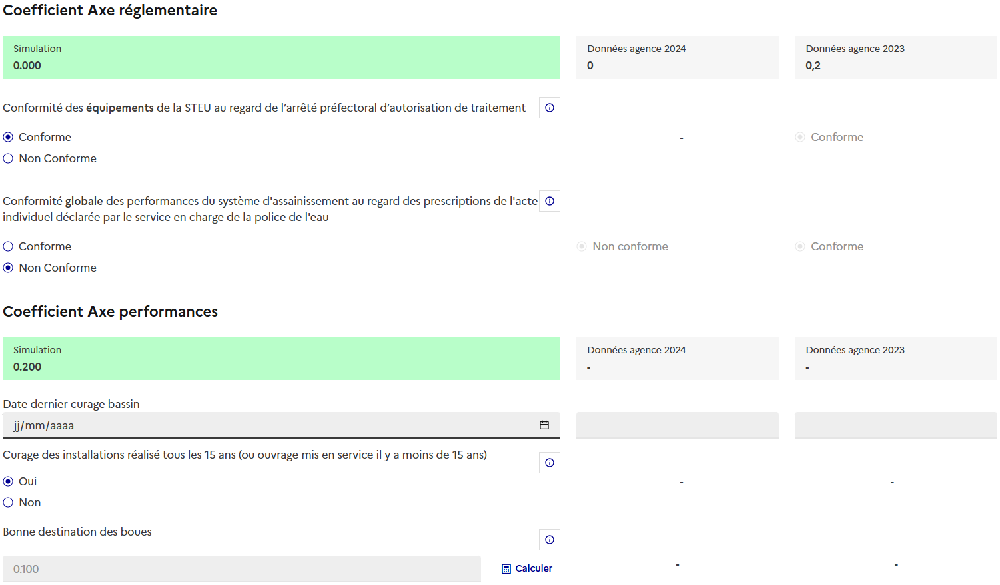 Coefficient Axe réglementaire
Simulation
0.000
Données agence 2024
0
Données agence 2023
0,2
Conformité des équipements de la STEU au regard de l’arrêté préfectoral d’autorisation de traitement
Conforme
-
Conforme
Non Conforme
Conformité globale des performances du système d'assainissement au regard des prescriptions de l'acte
individuel déclarée par le service en charge de la police de l'eau
Conforme
Non conforme
Conforme
Non Conforme
Coefficient Axe performances
Simulation
0.200
Données agence 2024
-
Données agence 2023
-
Date dernier curage bassin
jj/mm/aaaa
Curage des installations réalisé tous les 15 ans (ou ouvrage mis en service il y a moins de 15 ans)
Oui
-
-
Non
Bonne destination des boues
0.100
Calculer
-
-